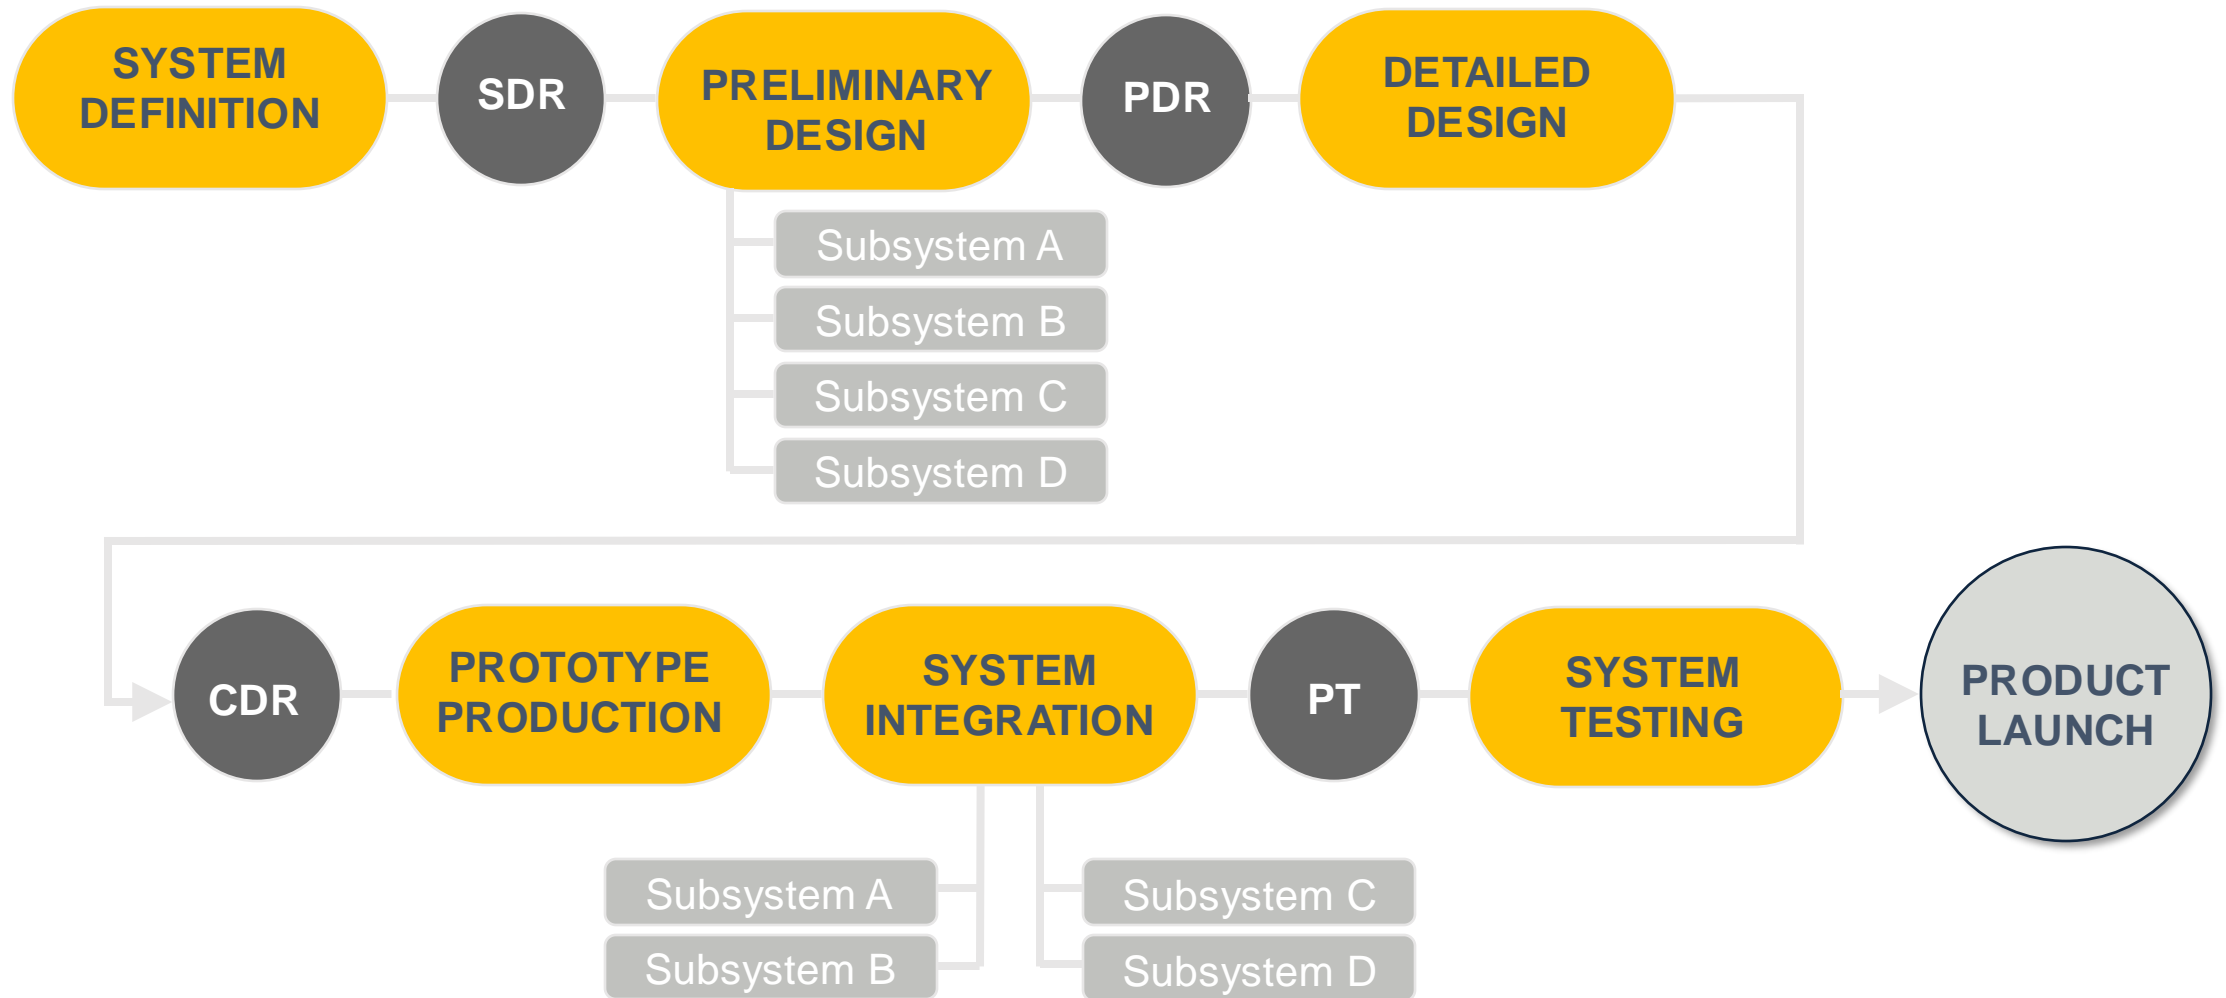 SYSTEM
DEFINITION
SDR
PRELIMINARY
DESIGN
PDR
DETAILED
DESIGN
Subsystem A
Subsystem B
Subsystem C
Subsystem D
CDR
PROTOTYPE
PRODUCTION
SYSTEM
INTEGRATION
PT
SYSTEM
TESTING
PRODUCT
LAUNCH
Subsystem A
Subsystem B
Subsystem C
Subsystem D